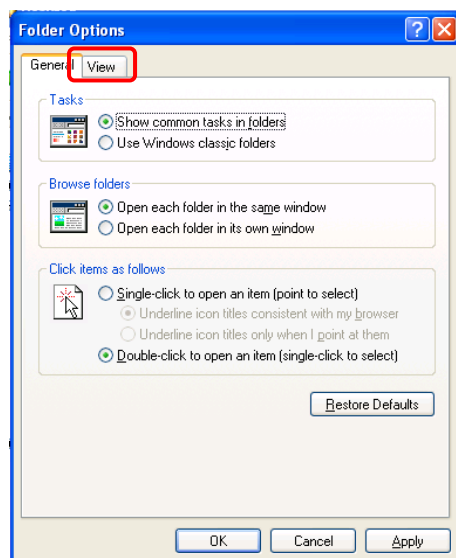 Folder Options
General View
Tasks
Show common tasks in folders
Use Windows classic folders
Browse folders
Open each folder in the same window
Open each folder in its own window
Click items as follows
Single-click to open an item (point to select)
Underline icon titles consistent with my browser
Underline icon titles only when I point at them
Double-click to open an item (single-click to select)
Restore Defaults
OK Cancel Apply